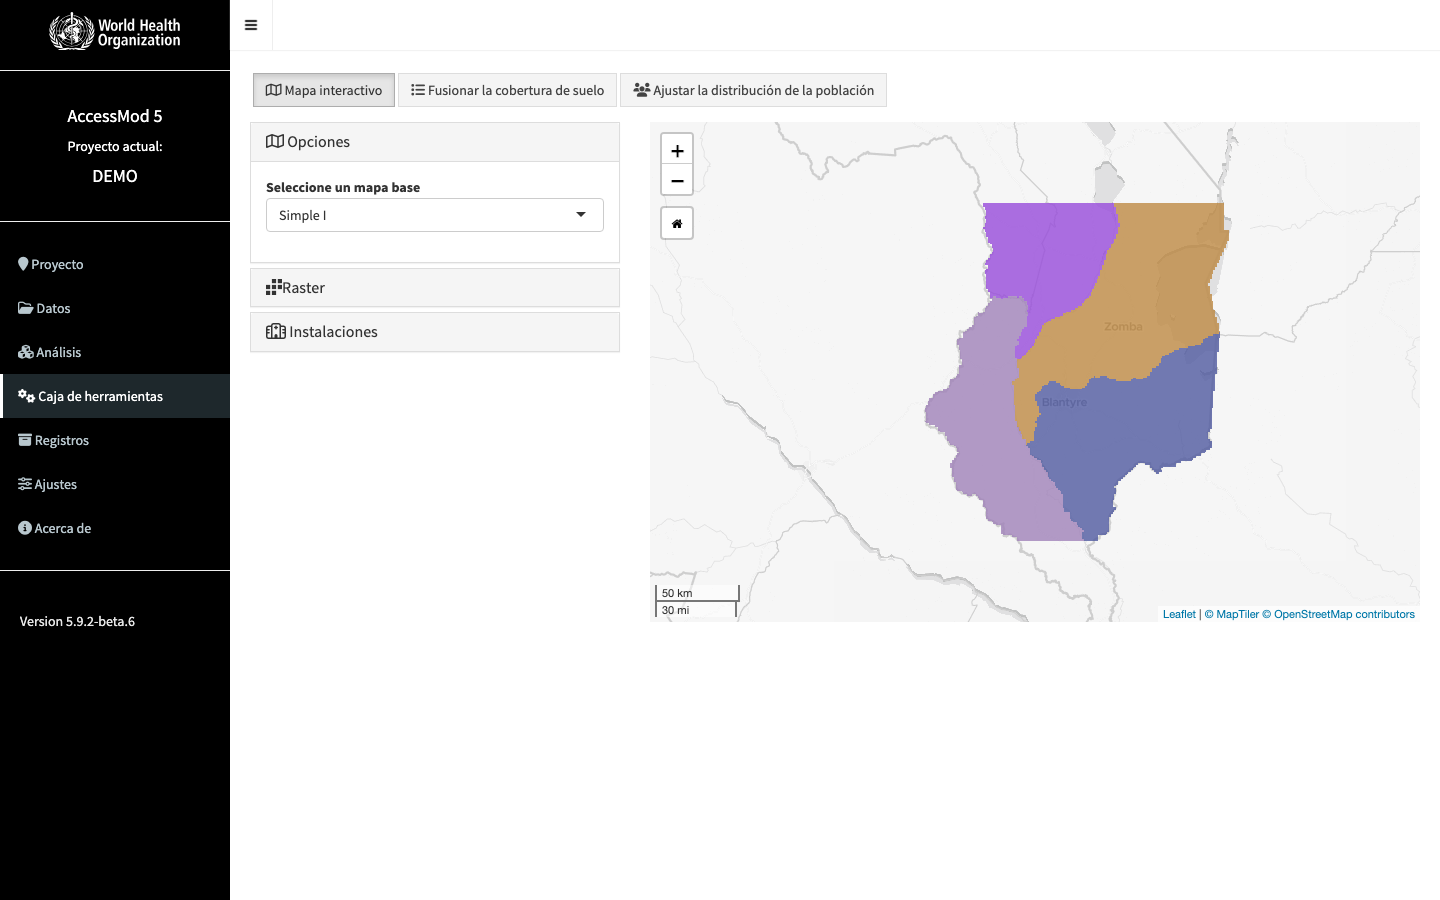 World Health
Organization
AccessMod 5
Proyecto actual:
DEMO
Proyecto
Datos
Análisis
Caja de herramientas
Registros
Ajustes
Acerca de
Version 5.9.2-beta.6
Mapa interactivo
Fusionar la cobertura de suelo
Ajustar la distribución de la población
Opciones
Seleccione un mapa base
Simple I
Raster
Instalaciones
+
−
Zomba
Blantyre
50 km
30 mi
Leaflet | © MapTiler © OpenStreetMap contributors